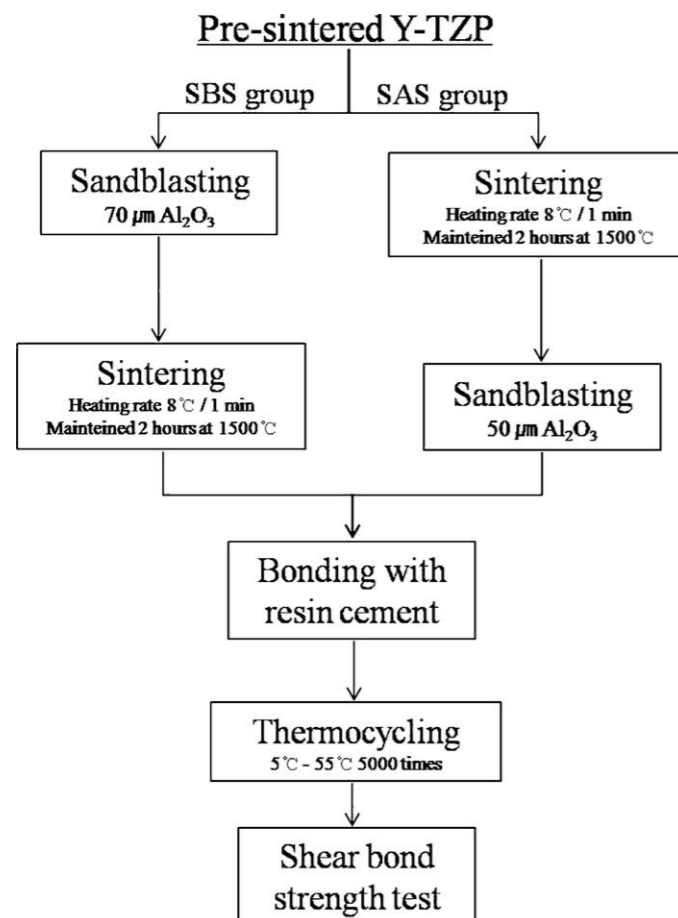 Pre-sintered Y-TZP
SBS group
SAS group
Sandblasting
70 ㎛ Al₂O₃
Sintering
Heating rate 8℃ / 1 min
Mainteined 2 hours at 1500℃
Sintering
Heating rate 8℃ / 1 min
Mainteined 2 hours at 1500℃
Sandblasting
50 ㎛ Al₂O₃
Bonding with
resin cement
Thermocycling
5℃ – 55℃ 5000 times
Shear bond
strength test